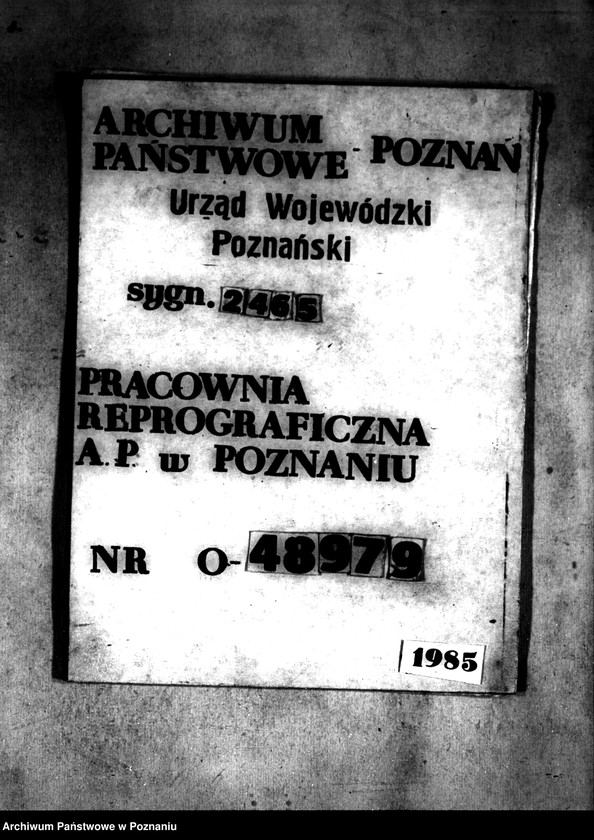 ARCHIWUM
PAŃSTWOWE - POZNAŃ
Urząd Wojewódzki
Poznański
sygn. 2465
PRACOWNIA
REPROGRAFICZNA
A.P. w POZNANIU
NR O-48979
1985
Archiwum Państwowe w Poznaniu